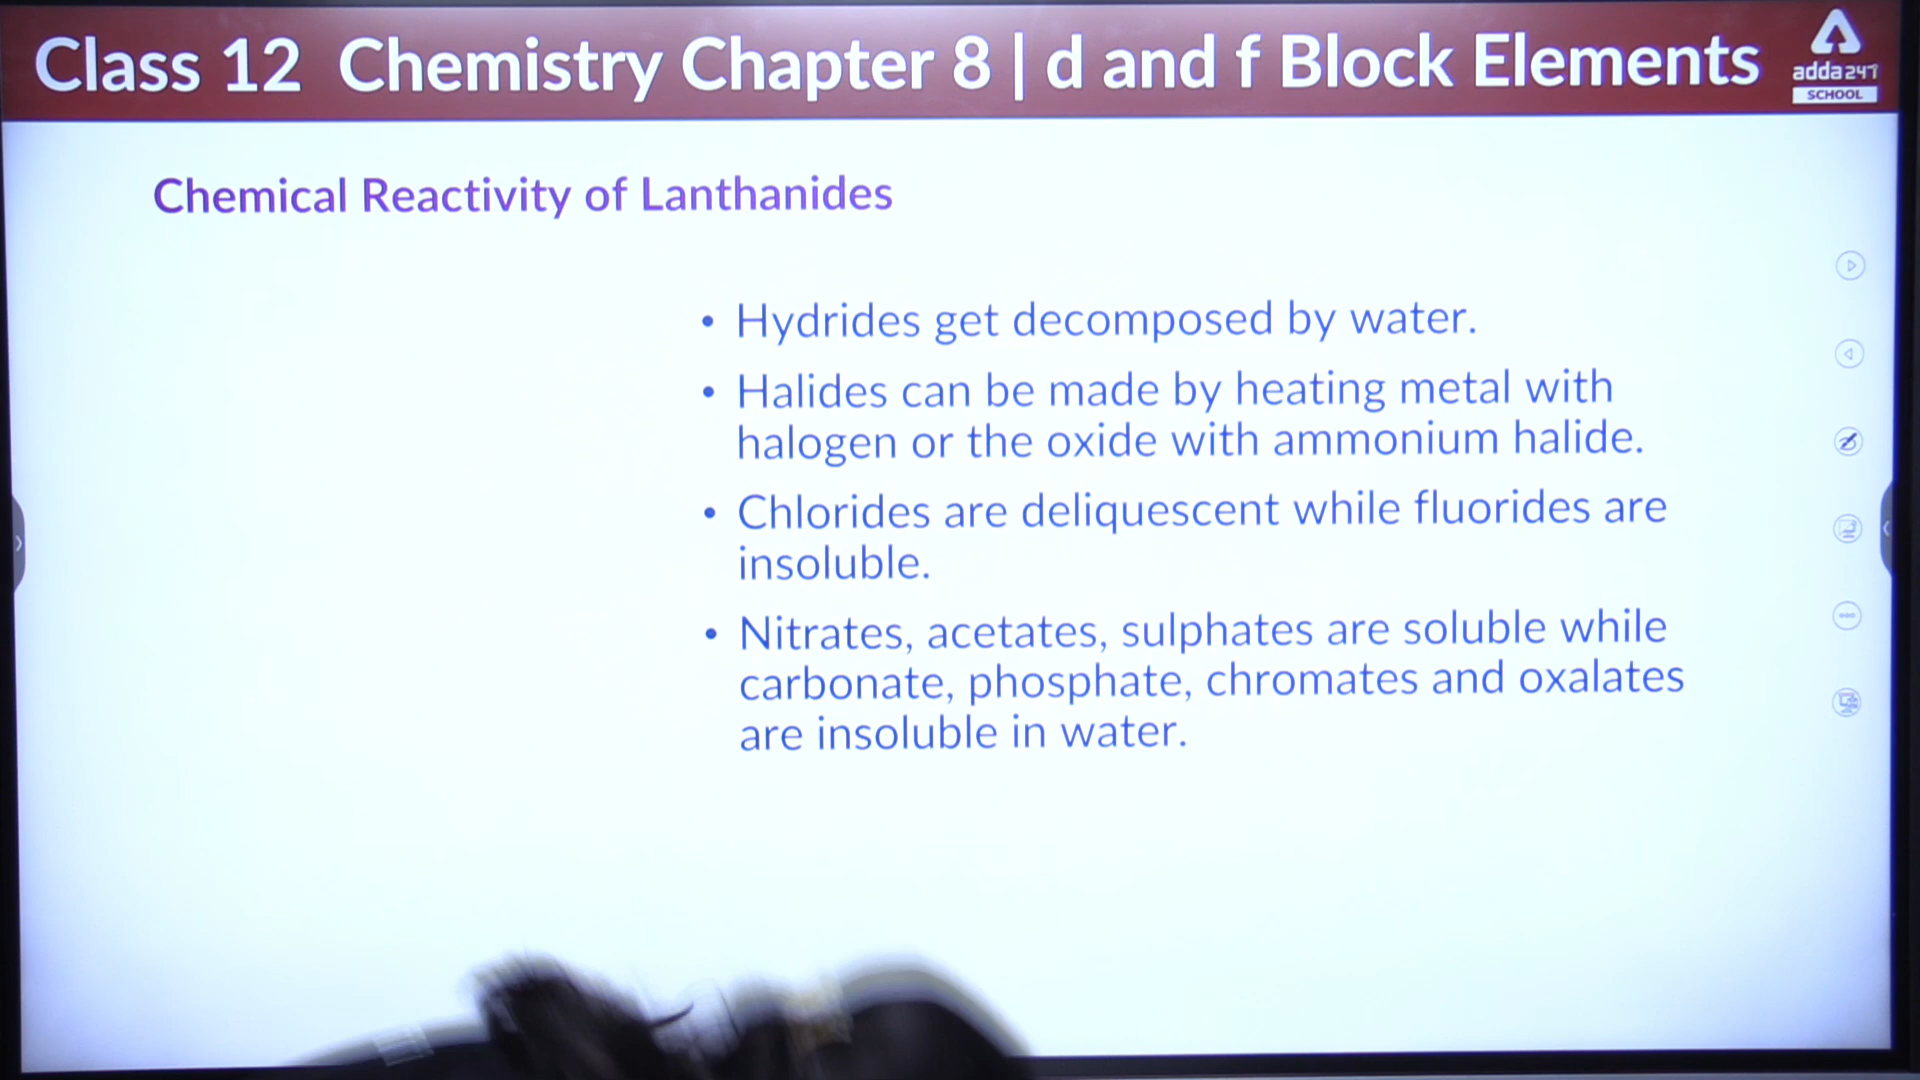 Class 12 Chemistry Chapter 8 | d and f Block Elements
adda247
SCHOOL
Chemical Reactivity of Lanthanides
• Hydrides get decomposed by water.
• Halides can be made by heating metal with
halogen or the oxide with ammonium halide.
• Chlorides are deliquescent while fluorides are
insoluble.
• Nitrates, acetates, sulphates are soluble while
carbonate, phosphate, chromates and oxalates
are insoluble in water.